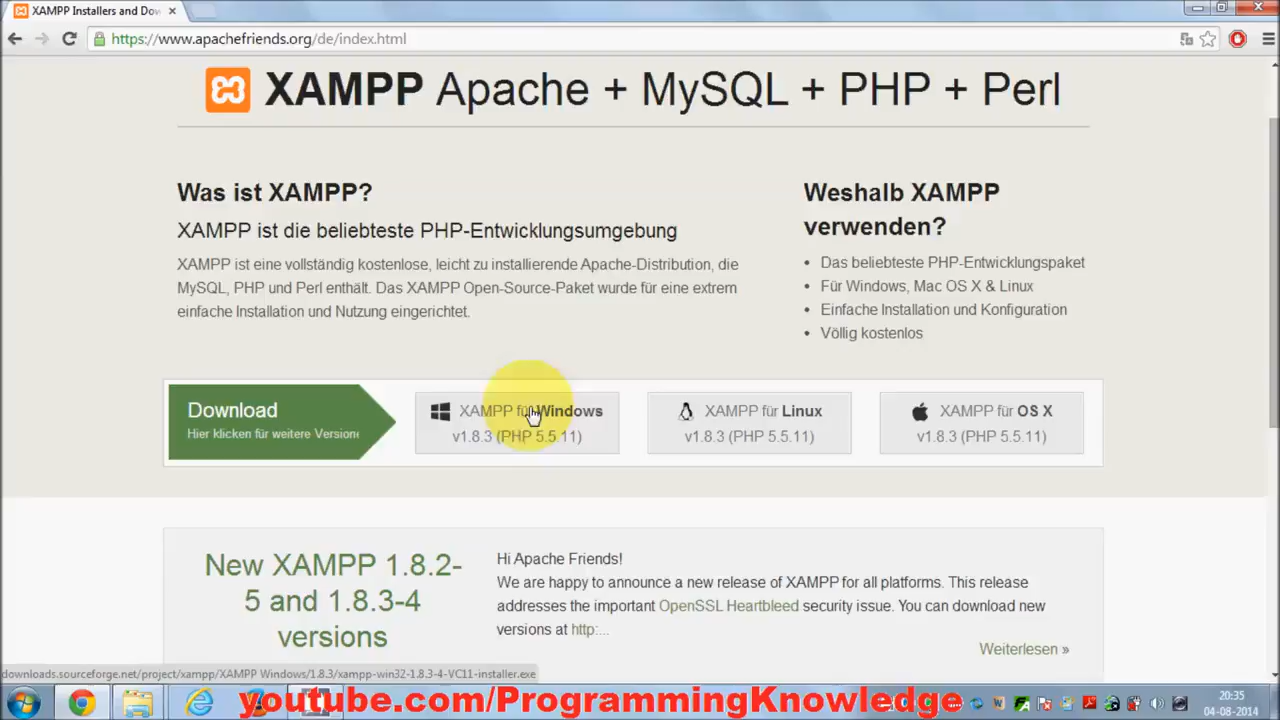 XAMPP Installers and Dow
https://www.apachefriends.org/de/index.html
XAMPP Apache + MySQL + PHP + Perl
Was ist XAMPP?
XAMPP ist die beliebteste PHP-Entwicklungsumgebung
XAMPP ist eine vollständig kostenlose, leicht zu installierende Apache-Distribution, die
MySQL, PHP und Perl enthält. Das XAMPP Open-Source-Paket wurde für eine extrem
einfache Installation und Nutzung eingerichtet.
Weshalb XAMPP
verwenden?
• Das beliebteste PHP-Entwicklungspaket
• Für Windows, Mac OS X & Linux
• Einfache Installation und Konfiguration
• Völlig kostenlos
Download
Hier klicken für weitere Version
XAMPP für Windows
v1.8.3 (PHP 5.5.11)
XAMPP für Linux
v1.8.3 (PHP 5.5.11)
XAMPP für OS X
v1.8.3 (PHP 5.5.11)
New XAMPP 1.8.2-
5 and 1.8.3-4
versions
Hi Apache Friends!
We are happy to announce a new release of XAMPP for all platforms. This release
addresses the important OpenSSL Heartbleed security issue. You can download new
versions at http:...
Weiterlesen »
downloads.sourceforge.net/project/xampp/XAMPP Windows/1.8.3/xampp-win32-1.8.3-4-VC11-installer.exe
youtube.com/ProgrammingKnowledge
20:35
04-08-2014